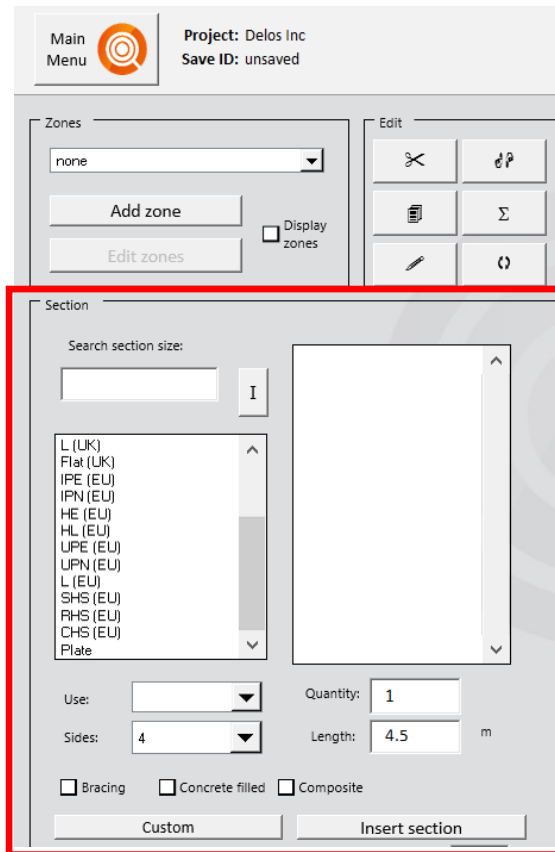 Main
Menu
Project: Delos Inc
Save ID: unsaved
Zones
none
Add zone
Edit zones
Display
zones
Edit
Σ
Section
Search section size:
I
L (UK)
Flat (UK)
IPE (EU)
IPN (EU)
HE (EU)
HL (EU)
UPE (EU)
UPN (EU)
L (EU)
SHS (EU)
RHS (EU)
CHS (EU)
Plate
Use:
Sides: 4
Quantity: 1
Length: 4.5 m
Bracing Concrete filled Composite
Custom Insert section